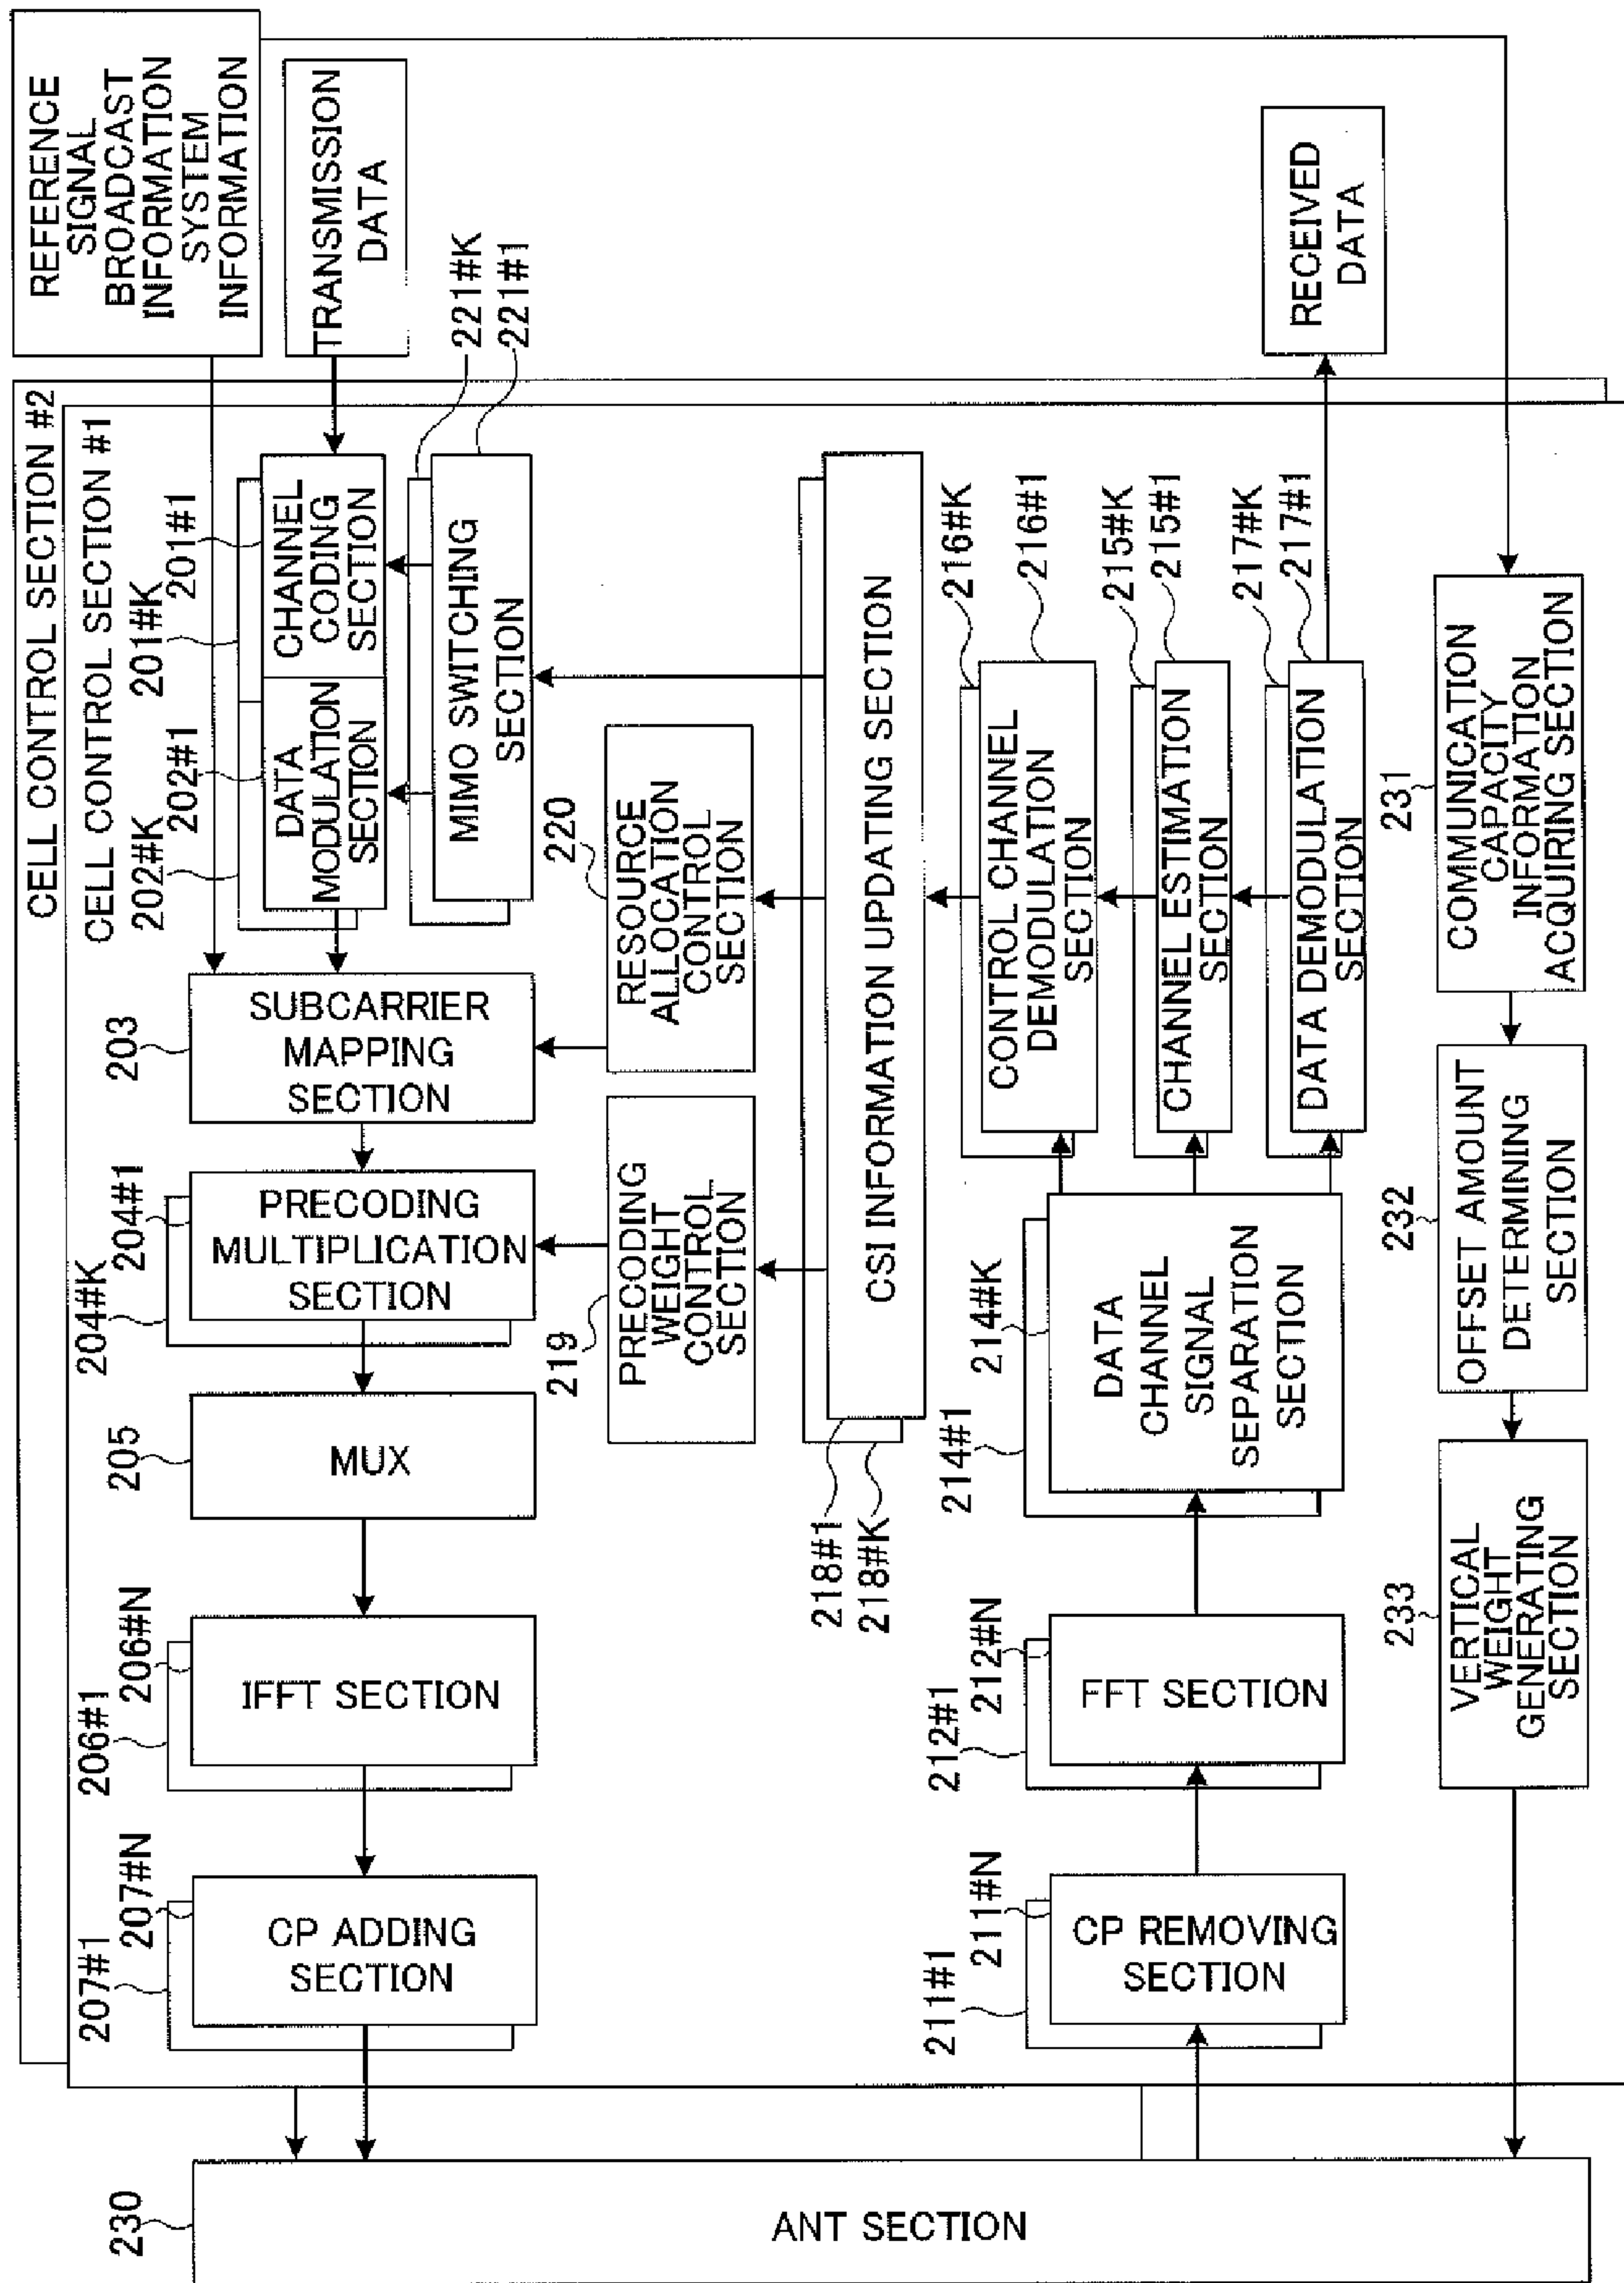 REFERENCE
SIGNAL
BROADCAST
INFORMATION
SYSTEM
INFORMATION
TRANSMISSION
DATA
RECEIVED
DATA
CELL CONTROL SECTION #2
CELL CONTROL SECTION #1
201#K
201#1
CHANNEL
CODING
SECTION
202#K
202#1
DATA
MODULATION
SECTION
221#K
221#1
MIMO SWITCHING
SECTION
203
SUBCARRIER
MAPPING
SECTION
220
RESOURCE
ALLOCATION
CONTROL
SECTION
204#K
204#1
PRECODING
MULTIPLICATION
SECTION
219
PRECODING
WEIGHT
CONTROL
SECTION
205
MUX
206#1
206#N
IFFT SECTION
207#1
207#N
CP ADDING
SECTION
CSI INFORMATION UPDATING SECTION
218#1
218#K
216#K
216#1
CONTROL CHANNEL
DEMODULATION
SECTION
215#K
215#1
CHANNEL ESTIMATION
SECTION
217#K
217#1
DATA DEMODULATION
SECTION
214#1
214#K
DATA
CHANNEL
SIGNAL
SEPARATION
SECTION
212#1
212#N
FFT SECTION
211#1
211#N
CP REMOVING
SECTION
231
COMMUNICATION
CAPACITY
INFORMATION
ACQUIRING SECTION
232
OFFSET AMOUNT
DETERMINING
SECTION
233
VERTICAL
WEIGHT
GENERATING
SECTION
230
ANT SECTION